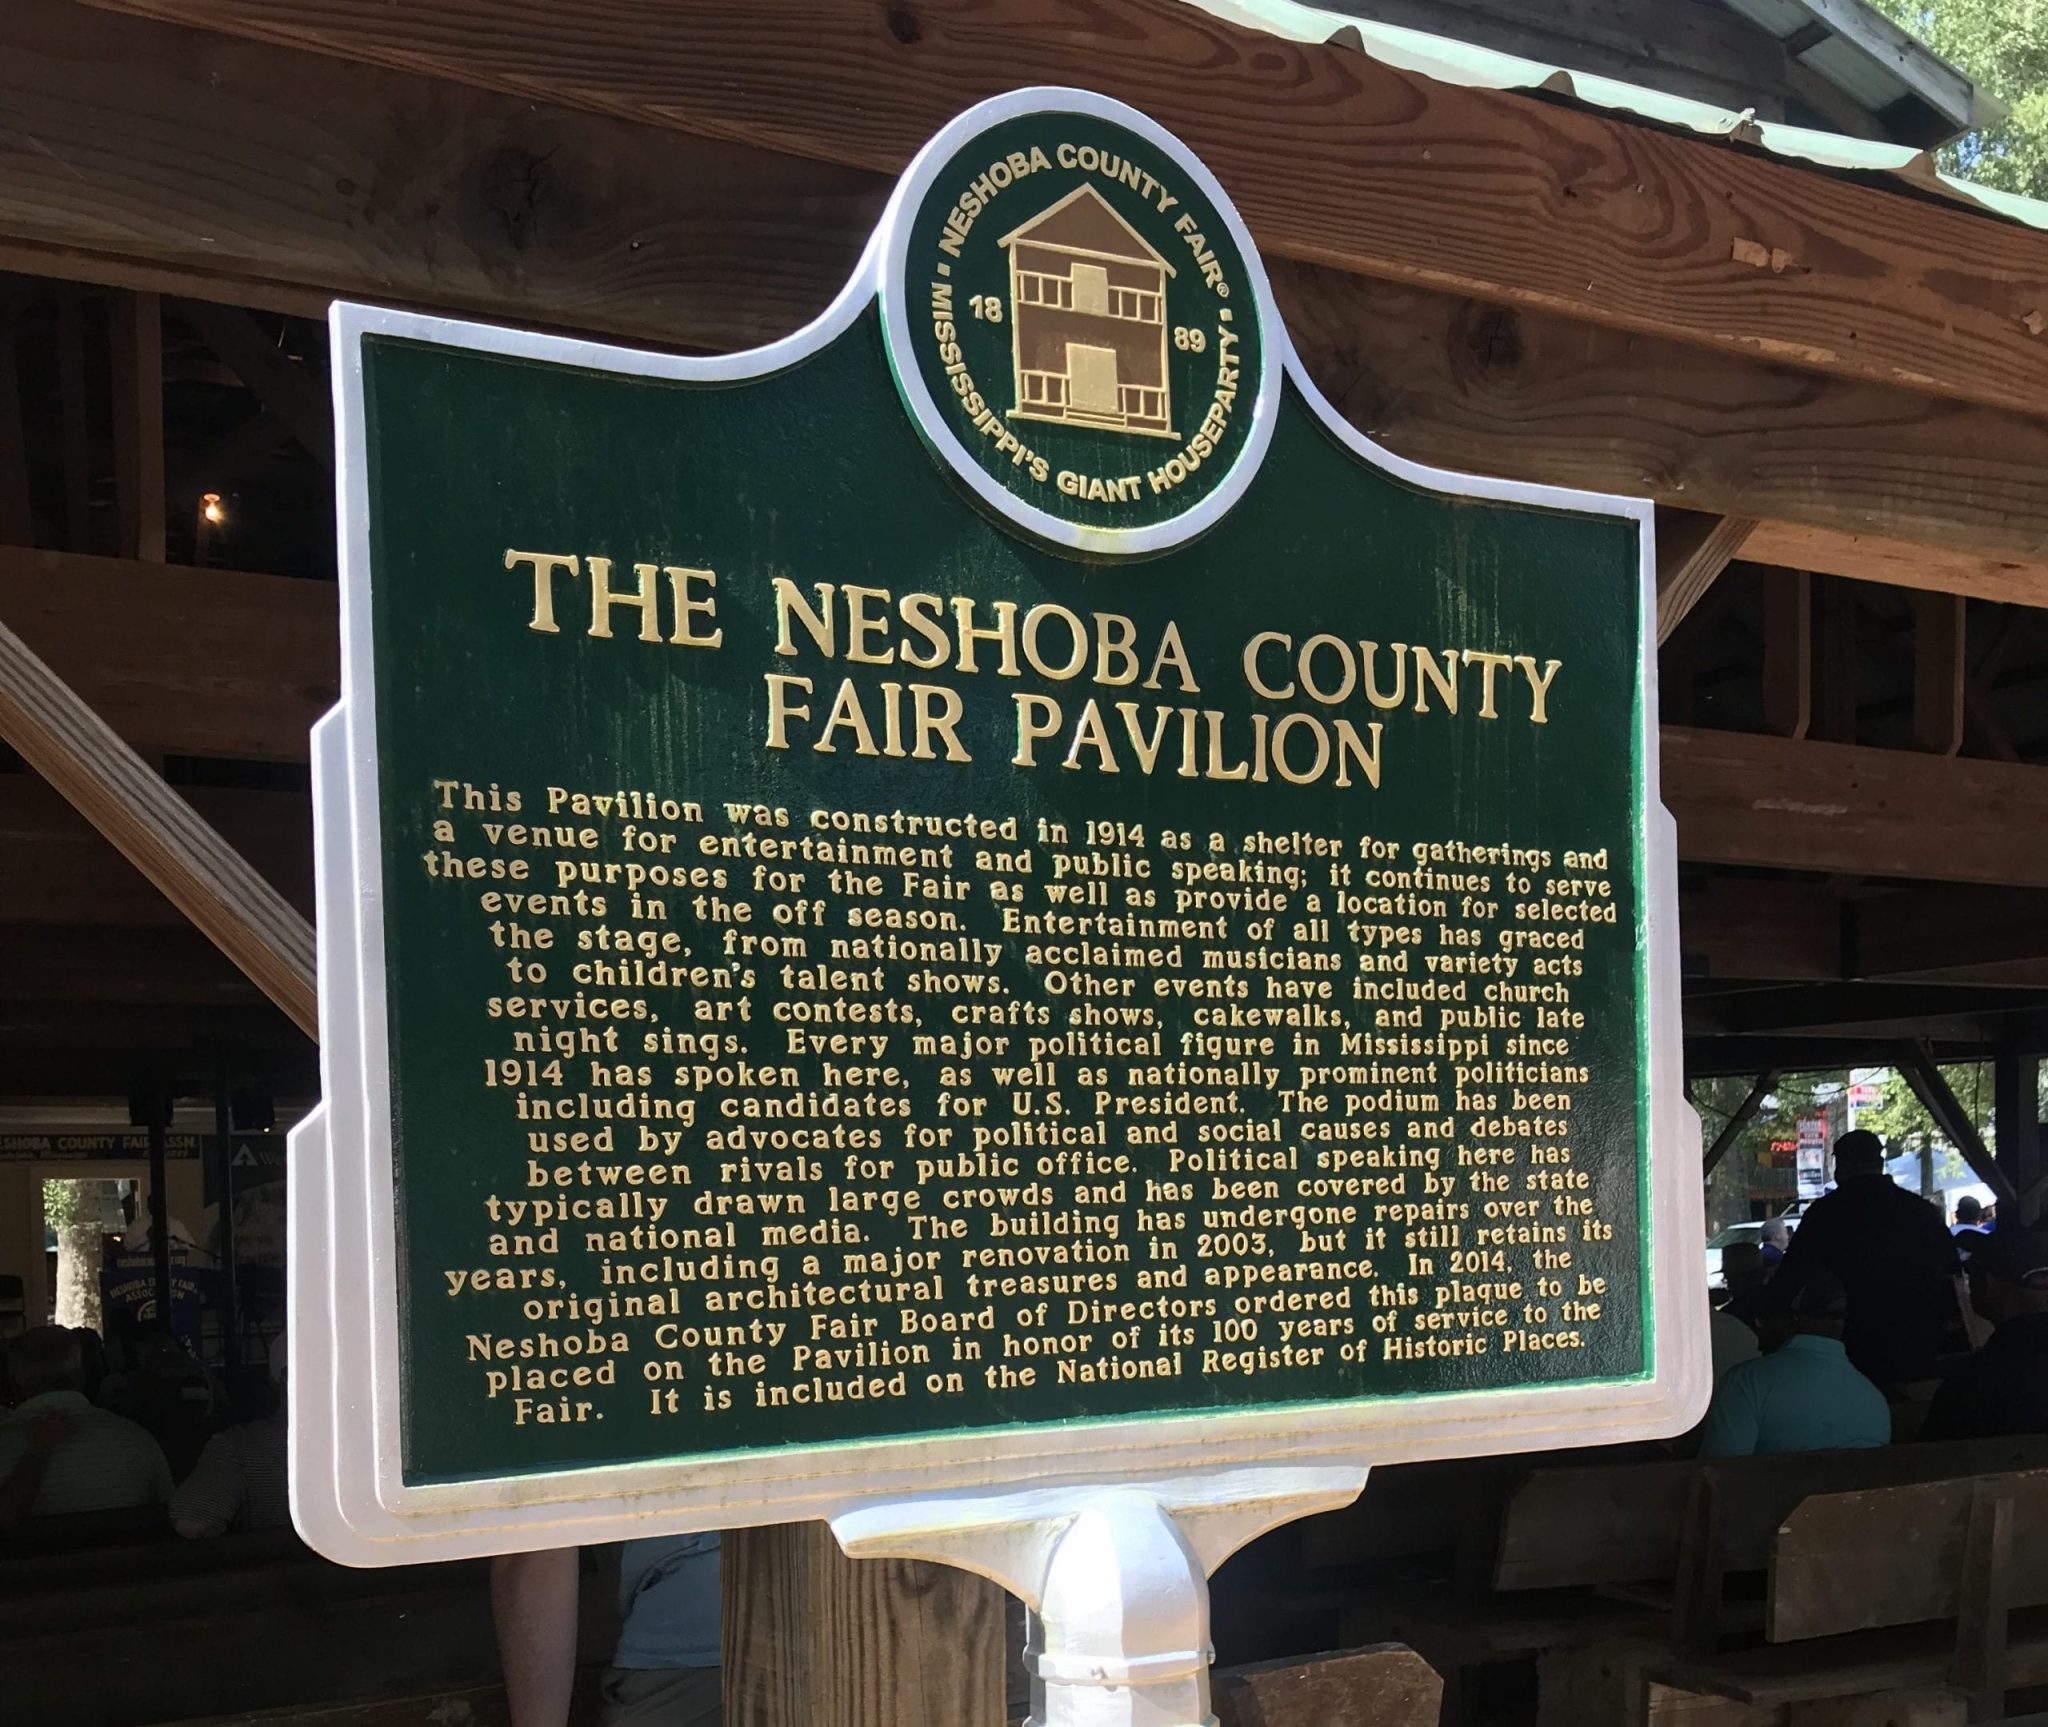 NESHOBA COUNTY FAIR®
18 89
MISSISSIPPI'S GIANT HOUSEPARTY
THE NESHOBA COUNTY
FAIR PAVILION
This Pavilion was constructed in 1914 as a shelter for gatherings and
a venue for entertainment and public speaking; it continues to serve
these purposes for the Fair as well as provide a location for selected
events in the off season. Entertainment of all types has graced
the stage, from nationally acclaimed musicians and variety acts
to children's talent shows. Other events have included church
services, art contests, crafts shows, cakewalks, and public late
night sings. Every major political figure in Mississippi since
1914 has spoken here, as well as nationally prominent politicians
including candidates for U.S. President. The podium has been
used by advocates for political and social causes and debates
between rivals for public office. Political speaking here has
typically drawn large crowds and has been covered by the state
and national media. The building has undergone repairs over the
years, including a major renovation in 2003, but it still retains its
original architectural treasures and appearance. In 2014, the
Neshoba County Fair Board of Directors ordered this plaque to be
placed on the Pavilion in honor of its 100 years of service to the
Fair. It is included on the National Register of Historic Places.
ESHOBA COUNTY FAIR ASSN.
NESHOBA COUNTY FAIR
ASSOCIATION